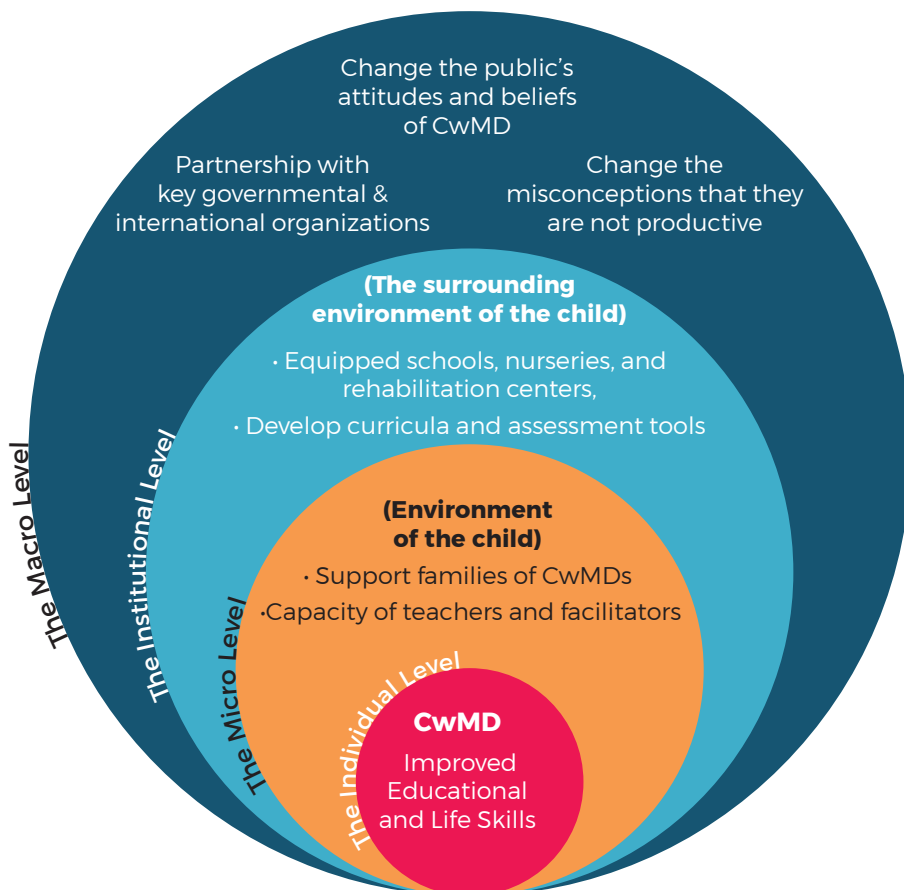 Change the public's
attitudes and beliefs
of CwMD
Partnership with
key governmental &
international organizations
Change the
misconceptions that they
are not productive
The Macro Level
(The surrounding
environment of the child)
• Equipped schools, nurseries, and
rehabilitation centers,
• Develop curricula and assessment tools
The Institutional Level
(Environment
of the child)
• Support families of CwMDs
•Capacity of teachers and facilitators
The Micro Level
The Individual Level
CwMD
Improved
Educational
and Life Skills